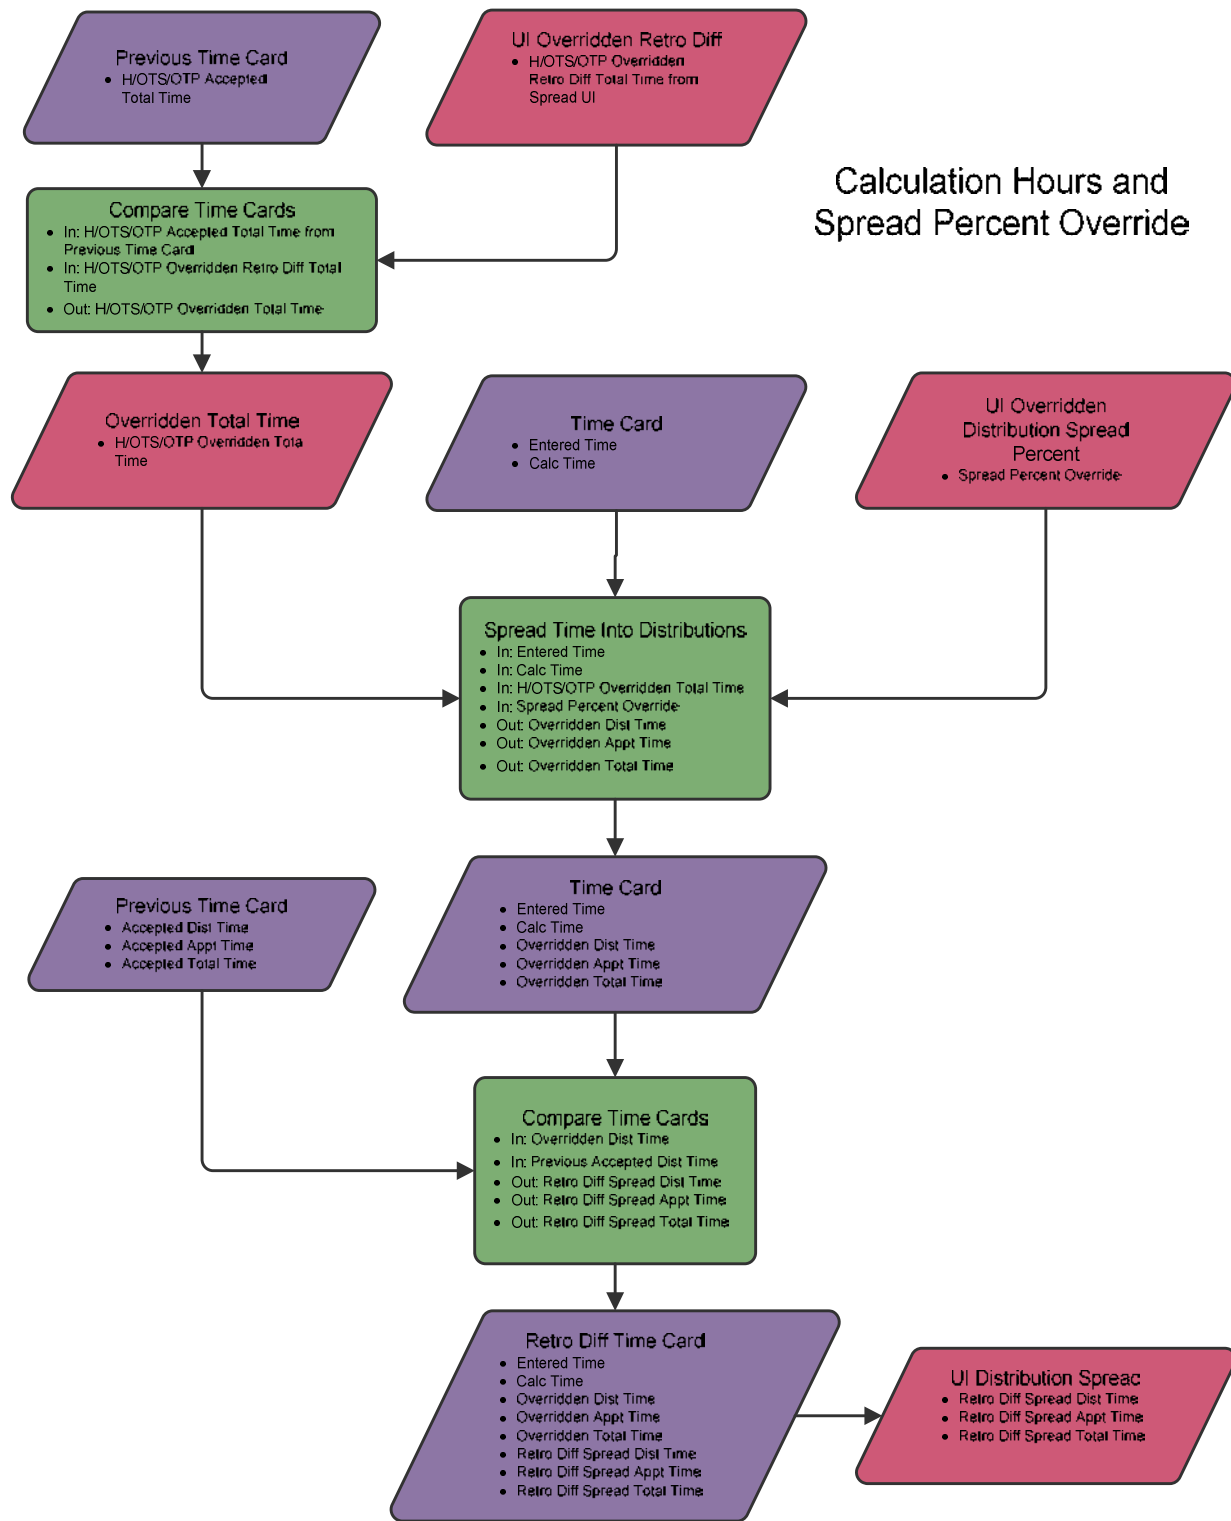 Previous Time Card
• H/OTS/OTP Accepted
Total Time
UI Overridden Retro Diff
• H/OTS/OTP Overridden
Retro Diff Total Time from
Spread UI
Calculation Hours and
Spread Percent Override
Compare Time Cards
• In: H/OTS/OTP Accepted Total Time from
Previous Time Card
• In: H/OTS/OTP Overridden Retro Diff Total
Time
• Out: H/OTS/OTP Overridden Total Time
Overridden Total Time
• H/OTS/OTP Overridden Tota
Time
Time Card
• Entered Time
• Calc Time
UI Overridden
Distribution Spread
Percent
• Spread Percent Override
Spread Time Into Distributions
• In: Entered Time
• In: Calc Time
• In: H/OTS/OTP Overridden Total Time
• In: Spread Percent Override
• Out: Overridden Dist Time
• Out: Overridden Appt Time
• Out: Overridden Total Time
Previous Time Card
• Accepted Dist Time
• Accepted Appt Time
• Accepted Total Time
Time Card
• Entered Time
• Calc Time
• Overridden Dist Time
• Overridden Appt Time
• Overridden Total Time
Compare Time Cards
• In: Overridden Dist Time
• In: Previous Accepted Dist Time
• Out: Retro Diff Spread Dist Time
• Out: Retro Diff Spread Appt Time
• Out: Retro Diff Spread Total Time
Retro Diff Time Card
• Entered Time
• Calc Time
• Overridden Dist Time
• Overridden Appt Time
• Overridden Total Time
• Retro Diff Spread Dist Time
• Retro Diff Spread Appt Time
• Retro Diff Spread Total Time
UI Distribution Spreac
• Retro Diff Spread Dist Time
• Retro Diff Spread Appt Time
• Retro Diff Spread Total Time